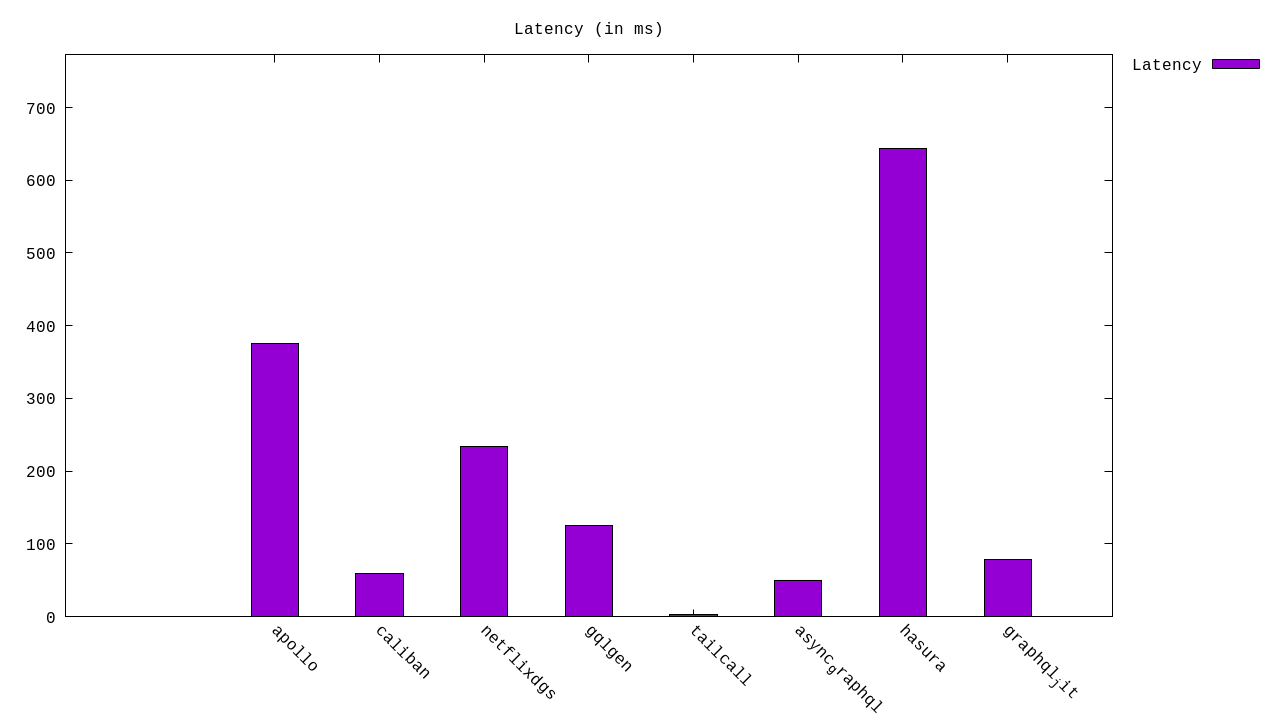 Latency (in ms)
Latency
700
600
500
400
300
200
100
0
apollo
caliban
netflixdgs
gqlgen
tailcall
async_graphql
hasura
graphql_jit